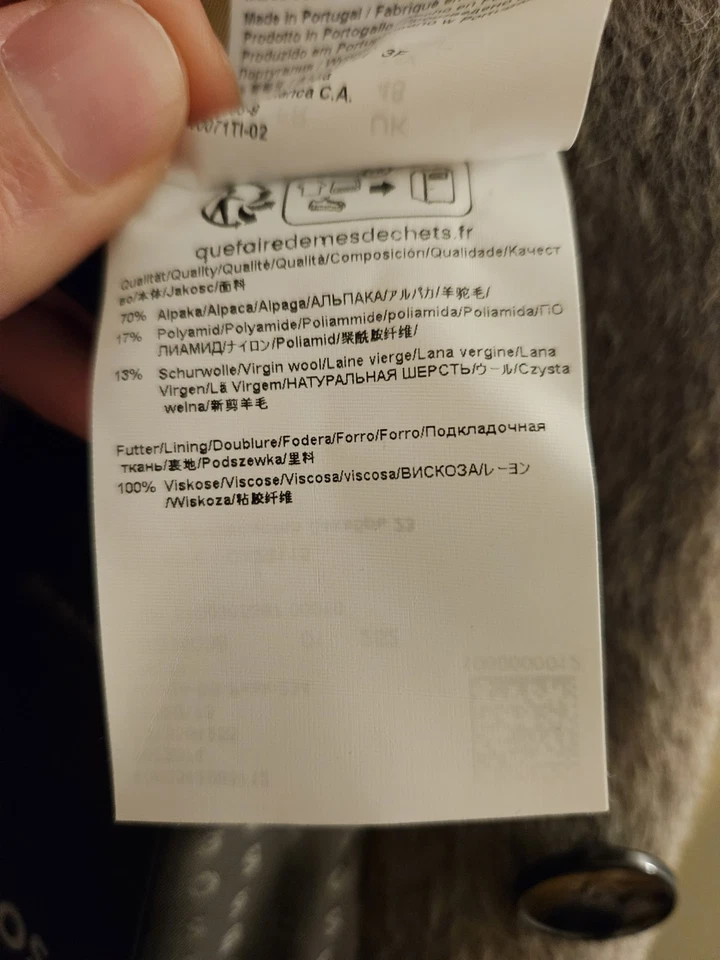 Made in Portugal / Fabriqué en
Prodotto in Portogallo
Produzido em
C.A.
071TI-02
quefairedemesdechets.fr
Qualität/Quality/Qualité/Qualità/Composición/Qualidade/Качест
во/本体/Jakosc/面料
70% Alpaka/Alpaca/Alpaga/АЛЬПАКА/アルパカ/羊驼毛/
17% Polyamid/Polyamide/Poliammide/poliamida/Poliamida/ПО
ЛИАМИД/ナイロン/Poliamid/聚酰胺纤维/
13% Schurwolle/Virgin wool/Laine vierge/Lana vergine/Lana
Virgen/Lã Virgem/НАТУРАЛЬНАЯ ШЕРСТЬ/ウール/Czysta
welna/新剪羊毛
Futter/Lining/Doublure/Fodera/Forro/Forro/Подкладочная
ткань/裏地/Podszewka/里料
100% Viskose/Viscose/Viscosa/viscosa/ВИСКОЗА/レーヨン
/Wiskoza/粘胶纤维